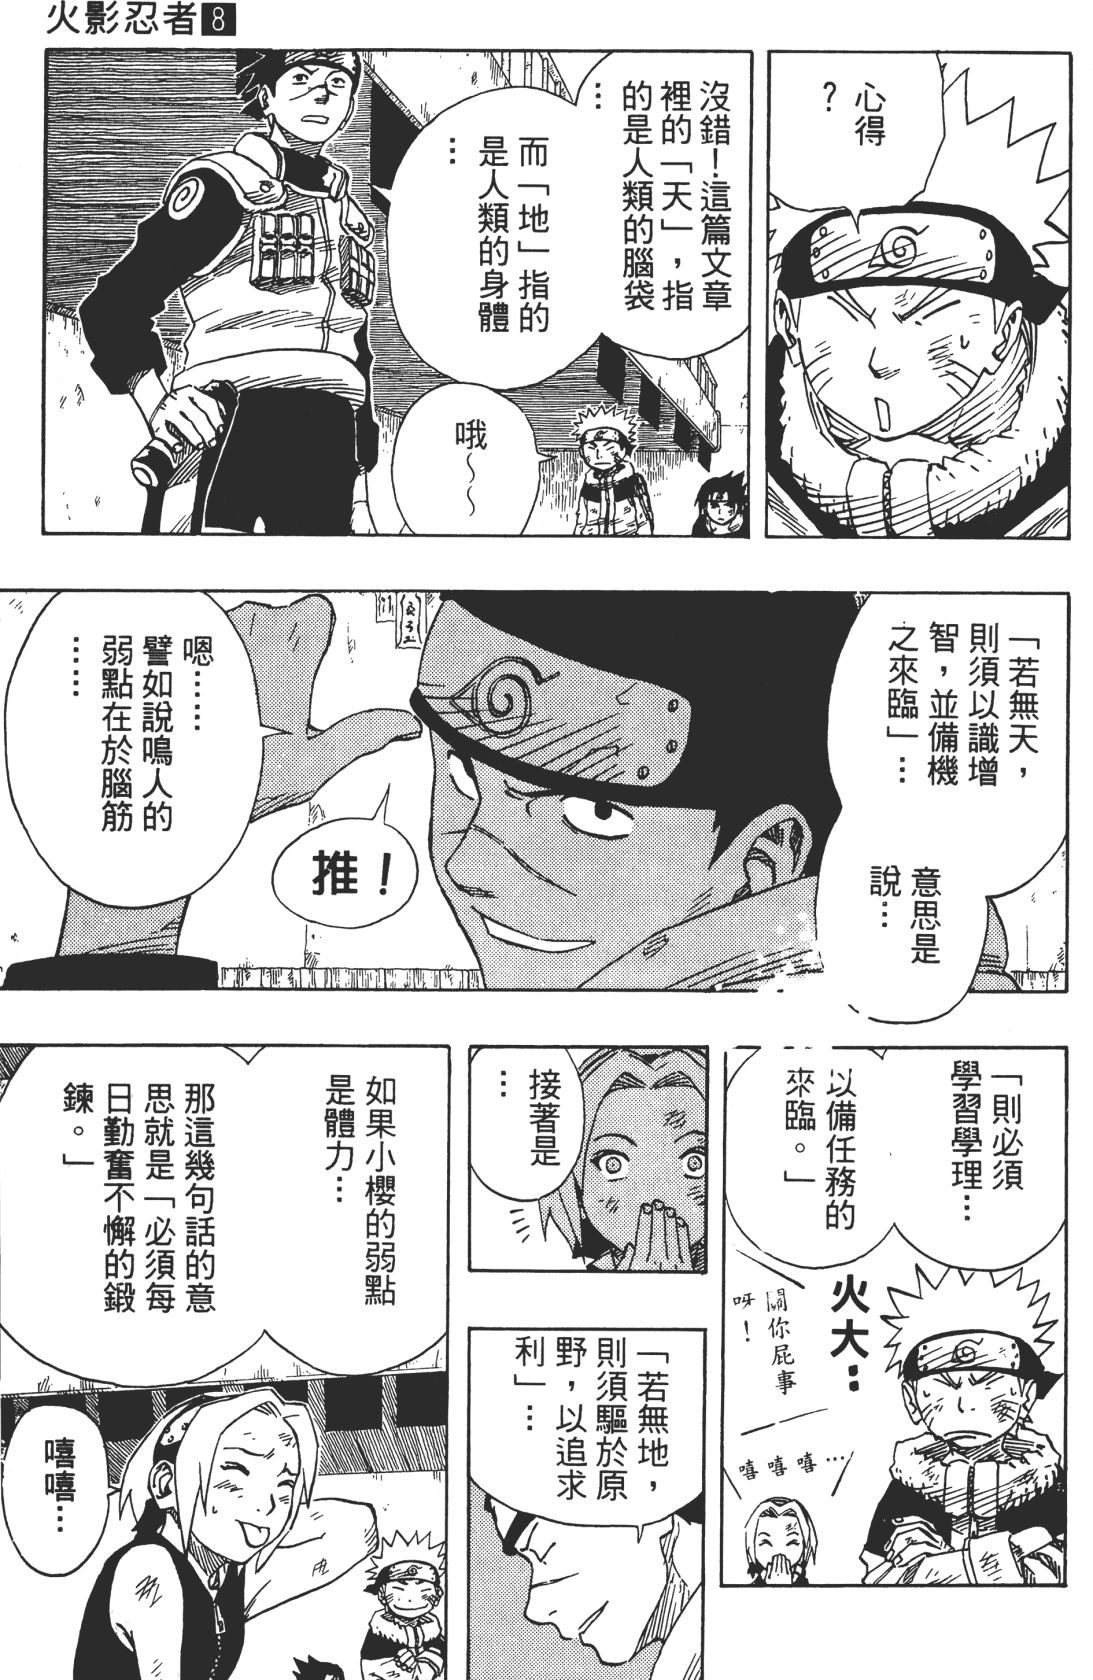 火影忍者8
心得
?
沒錯!這篇文章
裡的「天」,指
的是人類的腦袋
…
而「地」指的
是人類的身體
…
哦
~
~
「若無天,
則須以識增
智,並備機
之來臨」…
意思是
說…
推!
嗯……
譬如說鳴人的
弱點在於腦筋
……
「則必須
學習學理…
以備任務的
來臨。」
火大…
關你屁事
呀!
嘻嘻嘻…
接著是
…
「若無地,
則須驅於原
野,以追求
利」…
如果小櫻的弱點
是體力…
那這幾句話的意
思就是「必須每
日勤奮不懈的鍛
鍊。」
嘻嘻…